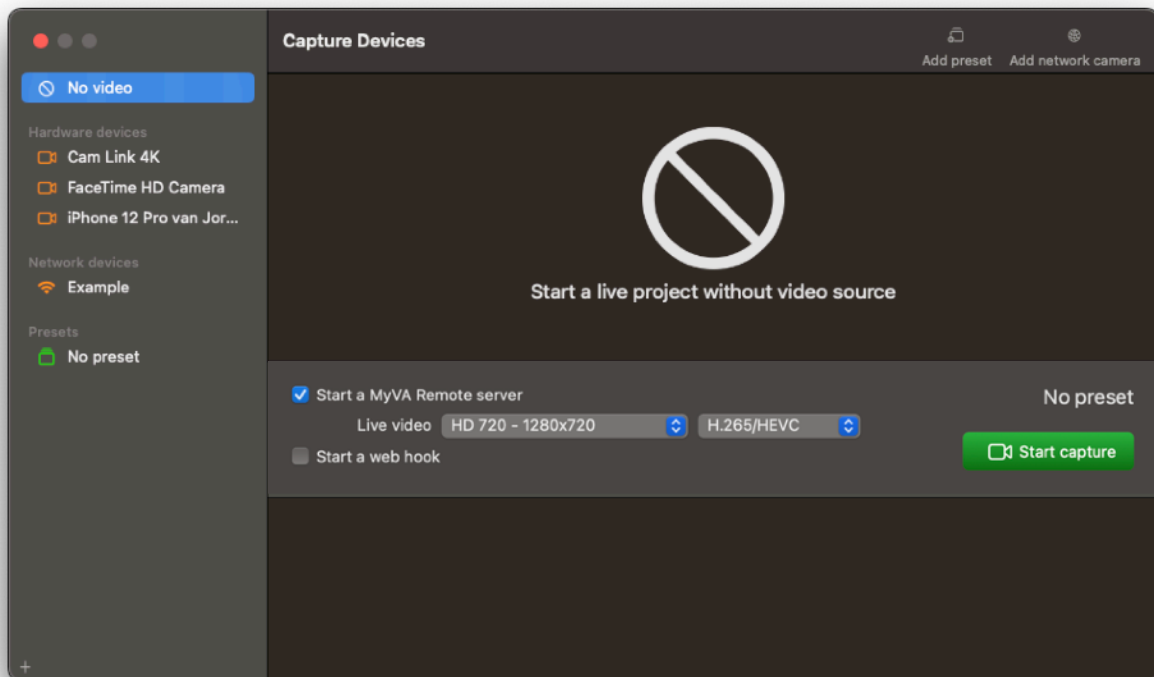 Capture Devices
Add preset
Add network camera
No video
Hardware devices
Cam Link 4K
FaceTime HD Camera
iPhone 12 Pro van Jor...
Network devices
Example
Presets
No preset
Start a live project without video source
Start a MyVA Remote server
Live video HD 720 - 1280x720 H.265/HEVC
Start a web hook
No preset
Start capture
+